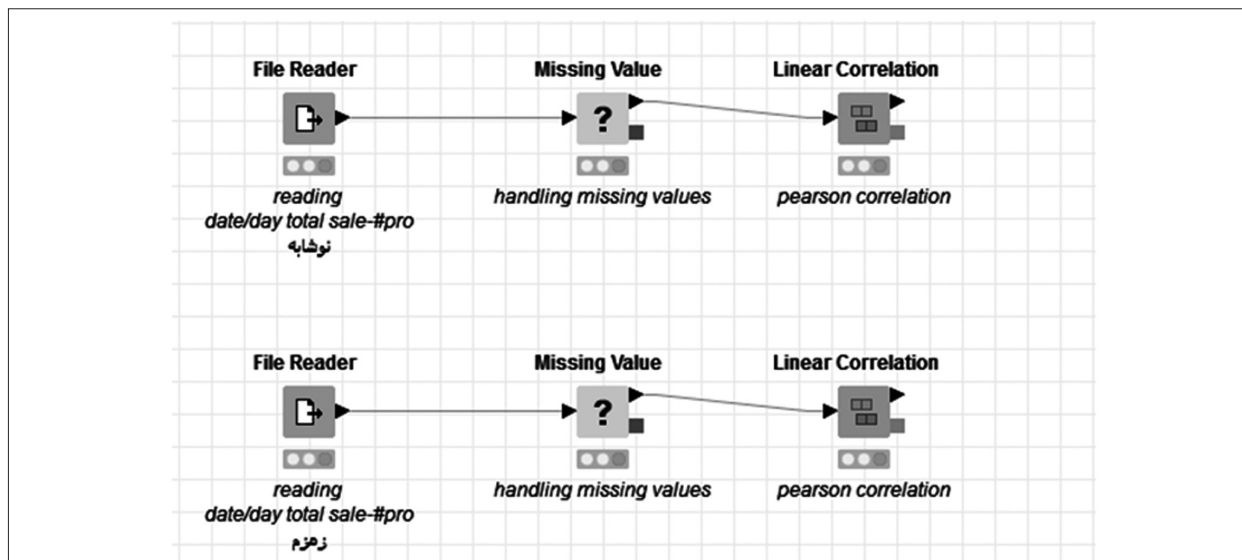 File Reader Missing Value Linear Correlation
?
reading handling missing values pearson correlation
date/day total sale-#pro
نوشابه
File Reader Missing Value Linear Correlation
?
reading handling missing values pearson correlation
date/day total sale-#pro
زمزم